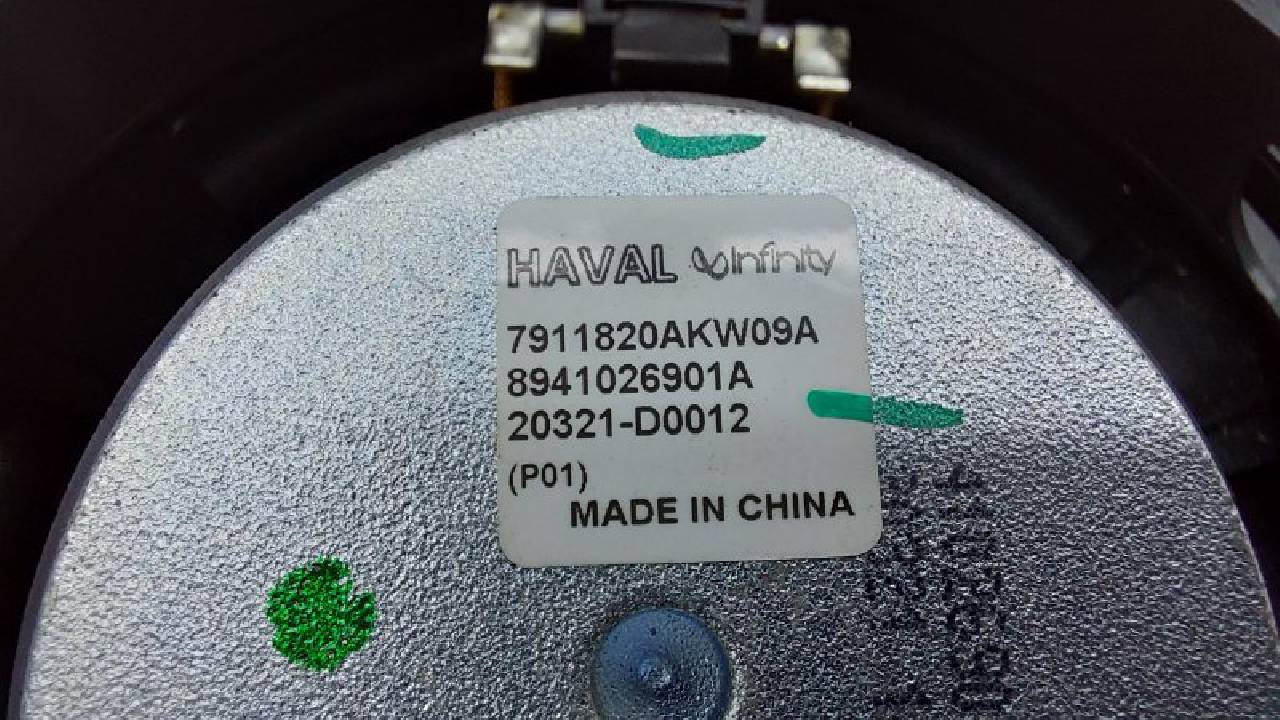 HAVAL infinity
7911820AKW09A
8941026901A
20321-D0012
(P01)
MADE IN CHINA